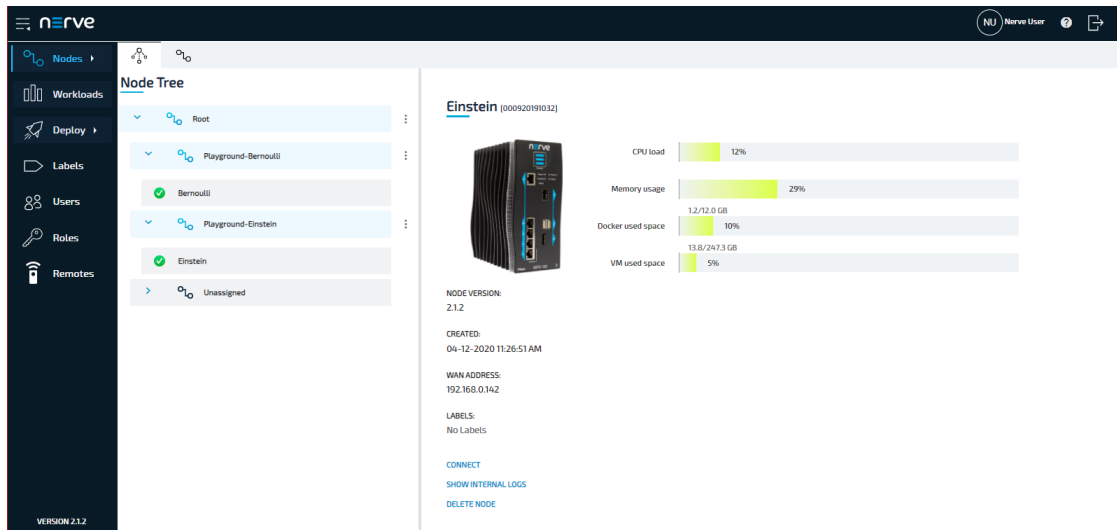 nerve
NU Nerve User ?
Nodes
Workloads
Deploy
Labels
Users
Roles
Remotes
VERSION 2.1.2
Node Tree
Root
Playground-Bernoulli
Bernoulli
Playground-Einstein
Einstein
Unassigned
Einstein [000920191032]
nerve
CPU load 12%
Memory usage 29%
1.2/12.0 GB
Docker used space 10%
13.8/247.3 GB
VM used space 5%
NODE VERSION:
2.1.2
CREATED:
04-12-2020 11:26:51 AM
WAN ADDRESS:
192.168.0.142
LABELS:
No Labels
CONNECT
SHOW INTERNAL LOGS
DELETE NODE